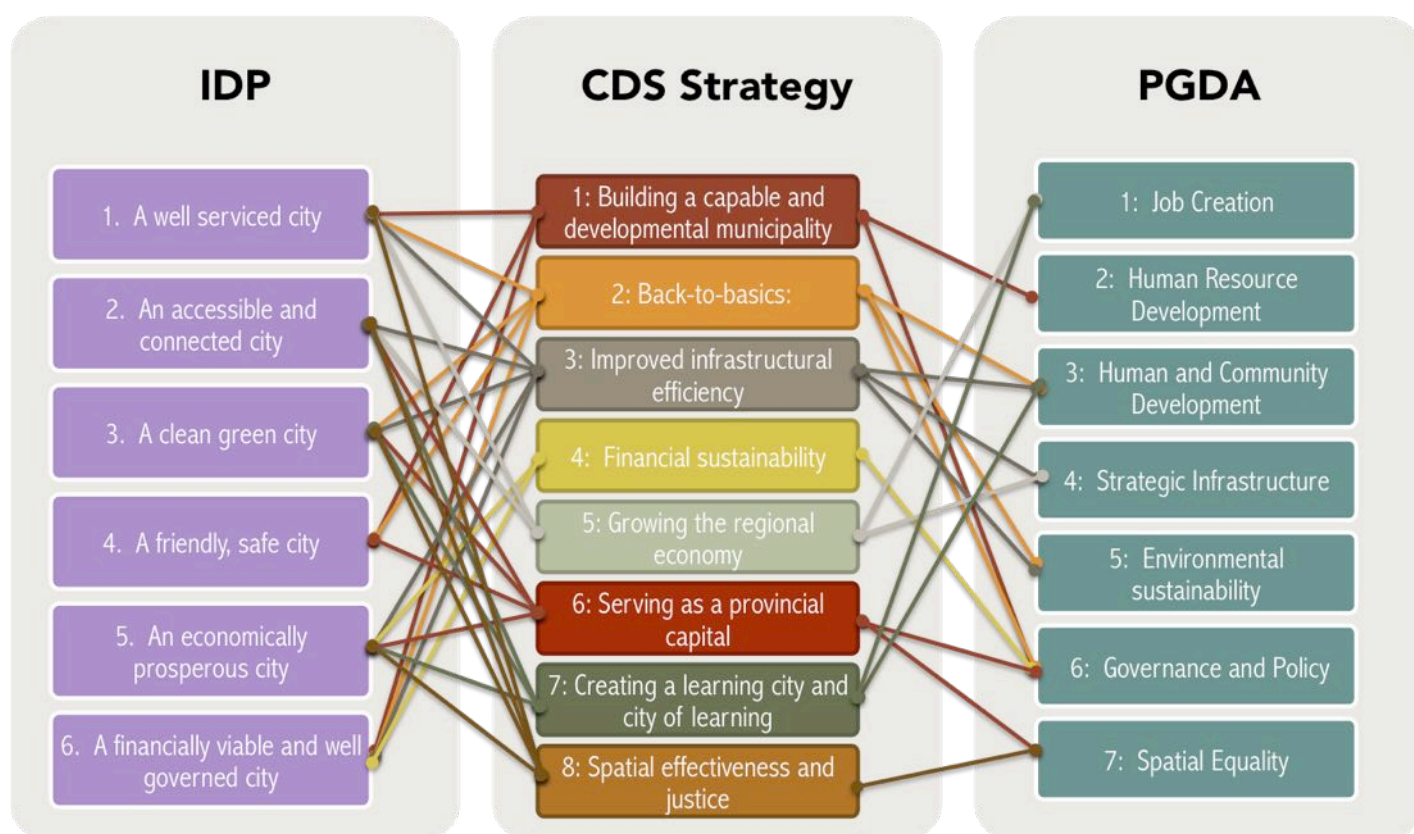 IDP
1. A well serviced city
2. An accessible and
connected city
3. A clean green city
4. A friendly, safe city
5. An economically
prosperous city
6. A financially viable and well
governed city
CDS Strategy
1: Building a capable and
developmental municipality
2: Back-to-basics:
3: Improved infrastructural
efficiency
4: Financial sustainability
5: Growing the regional
economy
6: Serving as a provincial
capital
7: Creating a learning city and
city of learning
8: Spatial effectiveness and
justice
PGDA
1: Job Creation
2: Human Resource
Development
3: Human and Community
Development
4: Strategic Infrastructure
5: Environmental
sustainability
6: Governance and Policy
7: Spatial Equality